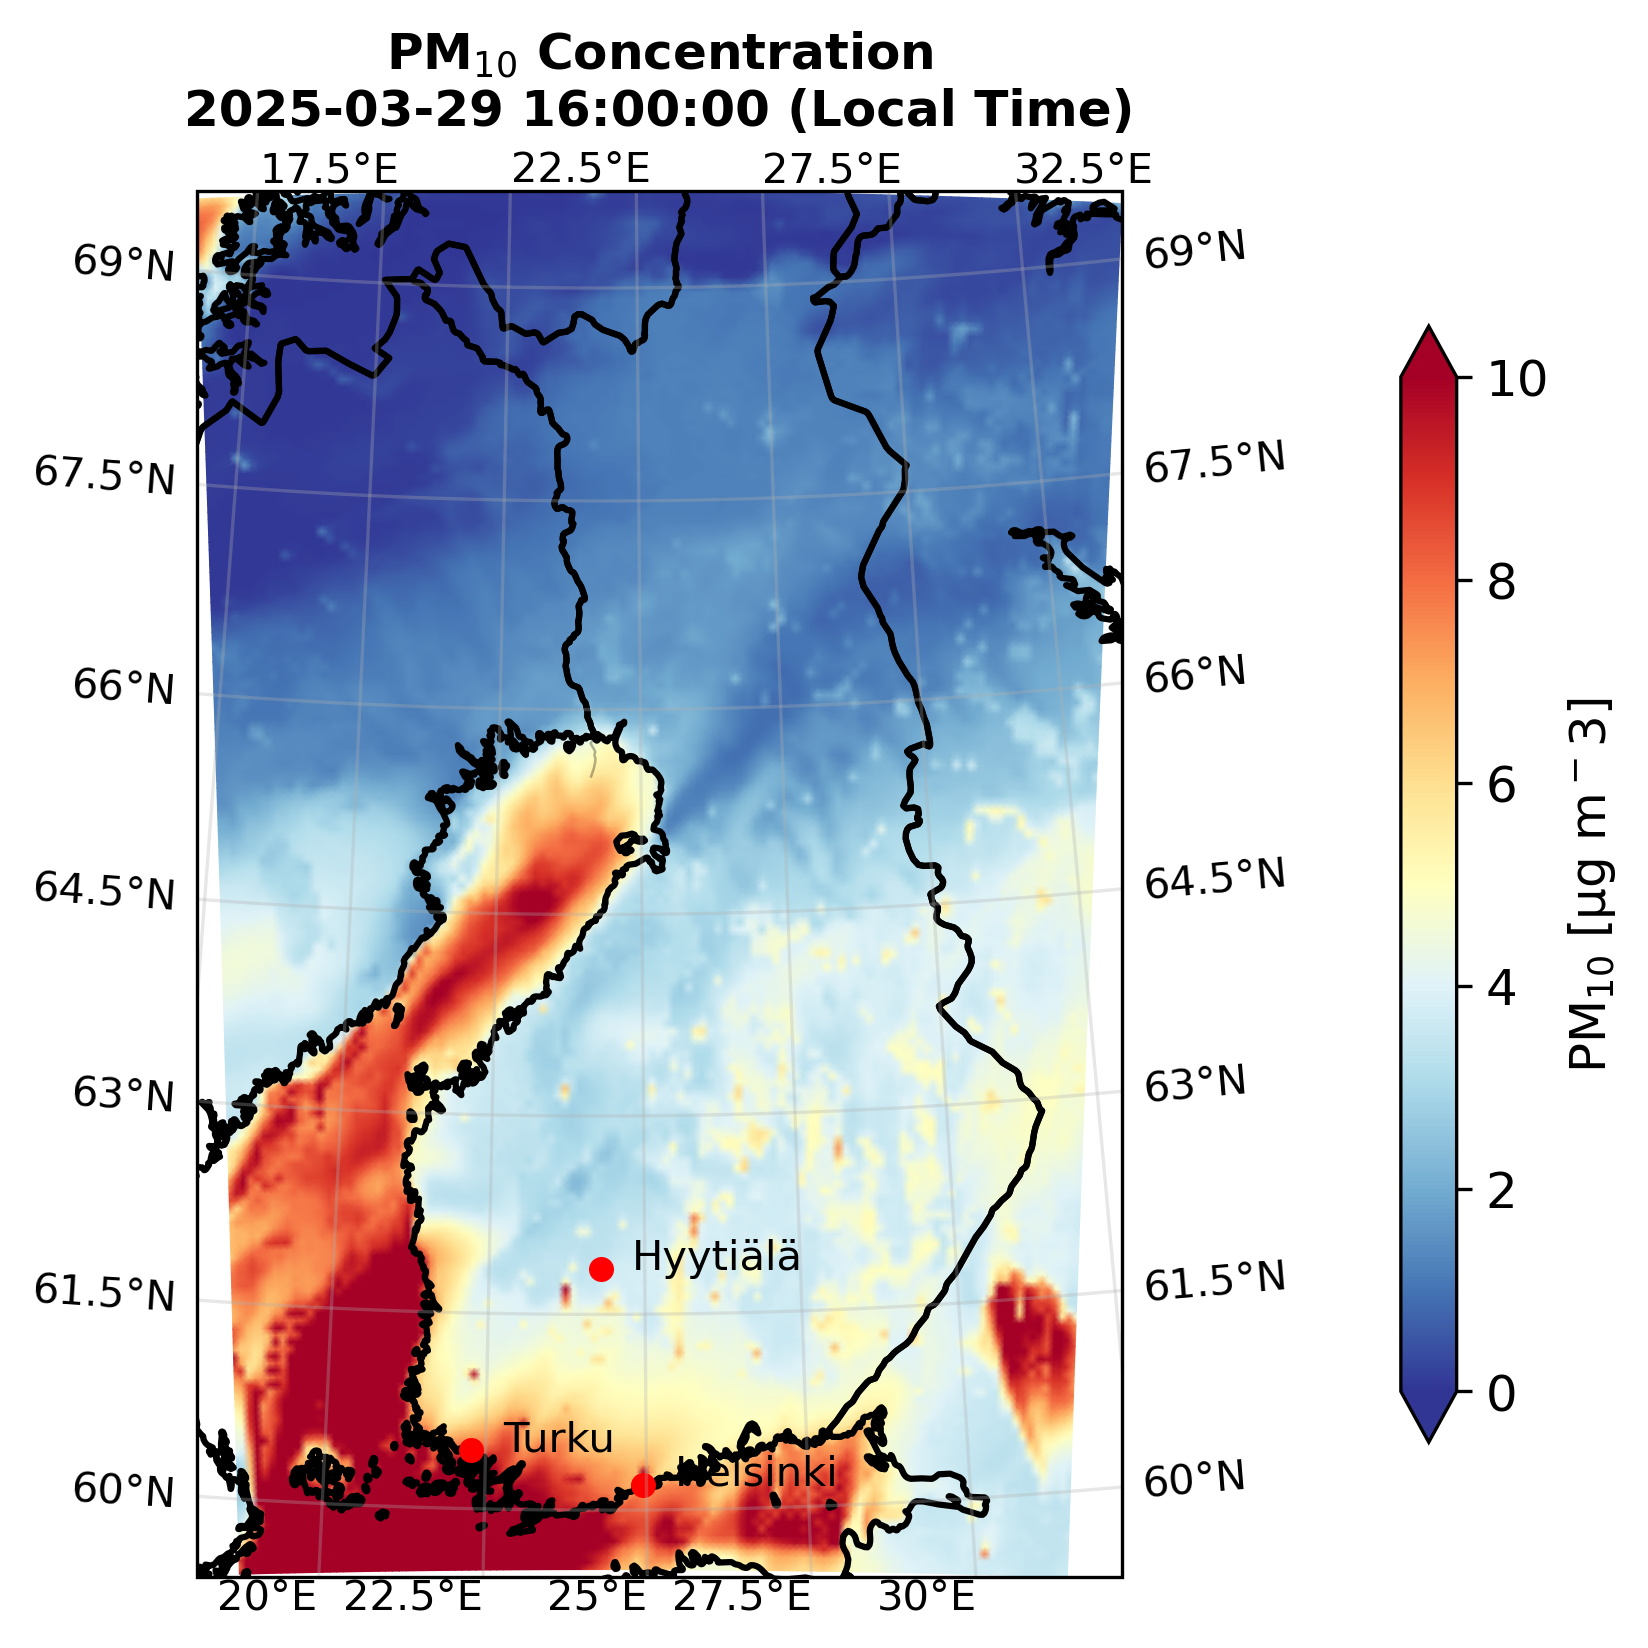 PM₁₀ Concentration
2025-03-29 16:00:00 (Local Time)
17.5°E 22.5°E 27.5°E 32.5°E
69°N 69°N
67.5°N 67.5°N
66°N 66°N
64.5°N 64.5°N
63°N 63°N
61.5°N 61.5°N
60°N 60°N
Hyytiälä
Turku
Helsinki
20°E 22.5°E 25°E 27.5°E 30°E
10
8
6
4
2
0
PM₁₀ [µg m⁻ 3]